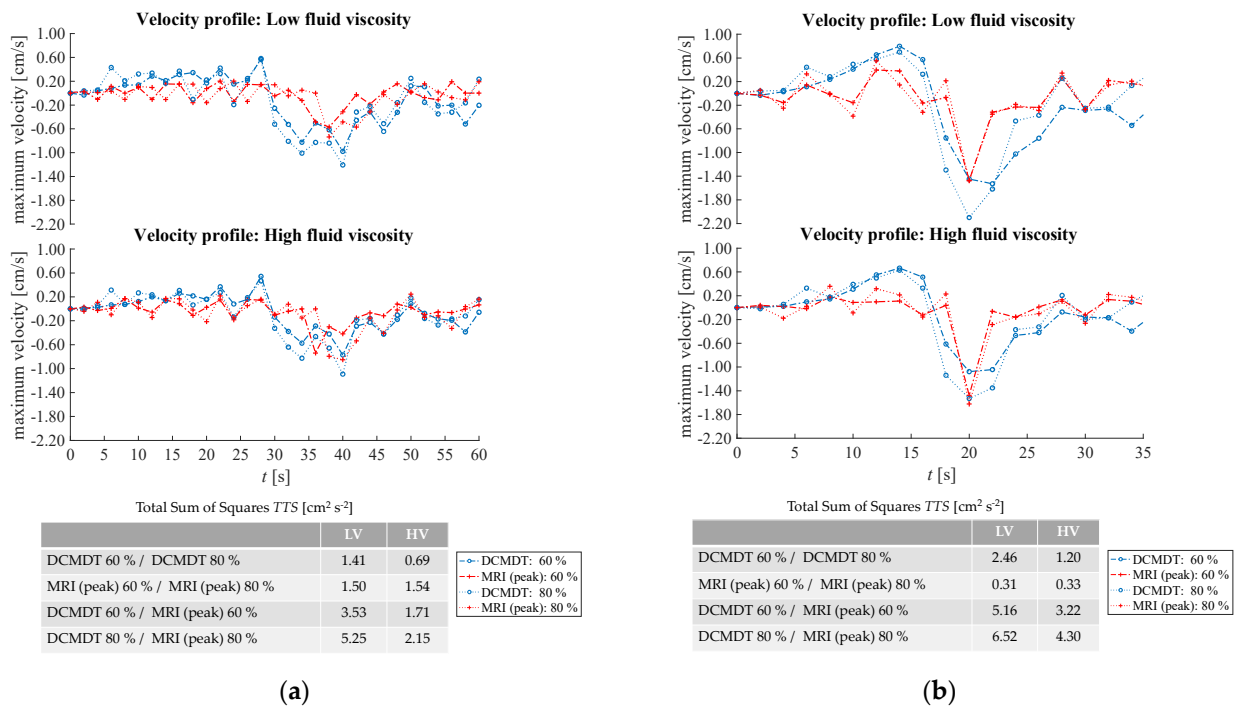 Velocity profile: Low fluid viscosity
maximum velocity [cm/s]
1.00
0.60
0.20
-0.20
-0.60
-1.00
-1.40
-1.80
-2.20
Velocity profile: High fluid viscosity
maximum velocity [cm/s]
1.00
0.60
0.20
-0.20
-0.60
-1.00
-1.40
-1.80
-2.20
0 5 10 15 20 25 30 35 40 45 50 55 60
t [s]
Total Sum of Squares TTS [cm² s⁻²]
LV HV
DCMDT 60 % / DCMDT 80 % 1.41 0.69
MRI (peak) 60 % / MRI (peak) 80 % 1.50 1.54
DCMDT 60 % / MRI (peak) 60 % 3.53 1.71
DCMDT 80 % / MRI (peak) 80 % 5.25 2.15
DCMDT: 60 %
MRI (peak): 60 %
DCMDT: 80 %
MRI (peak): 80 %
(a)
Velocity profile: Low fluid viscosity
maximum velocity [cm/s]
1.00
0.60
0.20
-0.20
-0.60
-1.00
-1.40
-1.80
-2.20
Velocity profile: High fluid viscosity
maximum velocity [cm/s]
1.00
0.60
0.20
-0.20
-0.60
-1.00
-1.40
-1.80
-2.20
0 5 10 15 20 25 30 35
t [s]
Total Sum of Squares TTS [cm² s⁻²]
LV HV
DCMDT 60 % / DCMDT 80 % 2.46 1.20
MRI (peak) 60 % / MRI (peak) 80 % 0.31 0.33
DCMDT 60 % / MRI (peak) 60 % 5.16 3.22
DCMDT 80 % / MRI (peak) 80 % 6.52 4.30
DCMDT: 60 %
MRI (peak): 60 %
DCMDT: 80 %
MRI (peak): 80 %
(b)